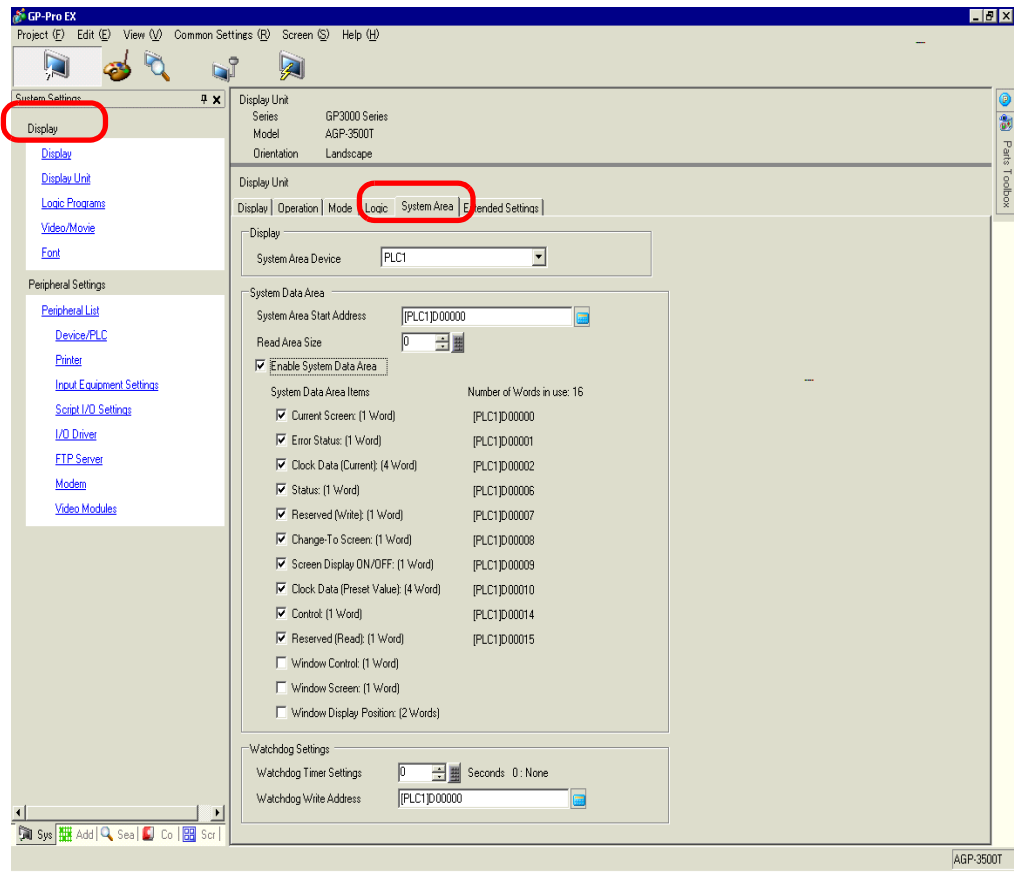 GP-Pro EX
Project (F) Edit (E) View (V) Common Settings (R) Screen (S) Help (H)
System Settings
Display
Display
Display Unit
Logic Programs
Video/Movie
Font
Peripheral Settings
Peripheral List
Device/PLC
Printer
Input Equipment Settings
Script I/O Settings
I/O Driver
FTP Server
Modem
Video Modules
Sys Add Sea Co Scr
Display Unit
Series GP3000 Series
Model AGP-3500T
Orientation Landscape
Display Unit
Display Operation Mode Logic System Area Extended Settings
Display
System Area Device PLC1
System Data Area
System Area Start Address [PLC1]D00000
Read Area Size 0
Enable System Data Area
System Data Area Items Number of Words in use: 16
Current Screen: (1 Word) [PLC1]D00000
Error Status: (1 Word) [PLC1]D00001
Clock Data (Current): (4 Word) [PLC1]D00002
Status: (1 Word) [PLC1]D00006
Reserved (Write): (1 Word) [PLC1]D00007
Change-To Screen: (1 Word) [PLC1]D00008
Screen Display ON/OFF: (1 Word) [PLC1]D00009
Clock Data (Preset Value): (4 Word) [PLC1]D00010
Control: (1 Word) [PLC1]D00014
Reserved (Read): (1 Word) [PLC1]D00015
Window Control: (1 Word)
Window Screen: (1 Word)
Window Display Position: (2 Words)
Watchdog Settings
Watchdog Timer Settings 0 Seconds 0 : None
Watchdog Write Address [PLC1]D00000
Parts Toolbox
AGP-3500T